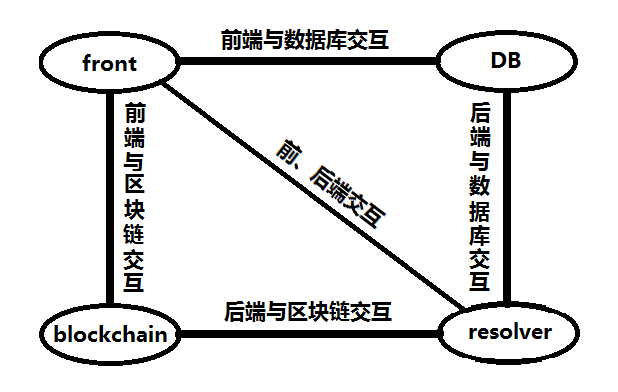 前端与数据库交互
front
DB
前端与区块链交互
前、后端交互
后端与数据库交互
后端与区块链交互
blockchain
resolver